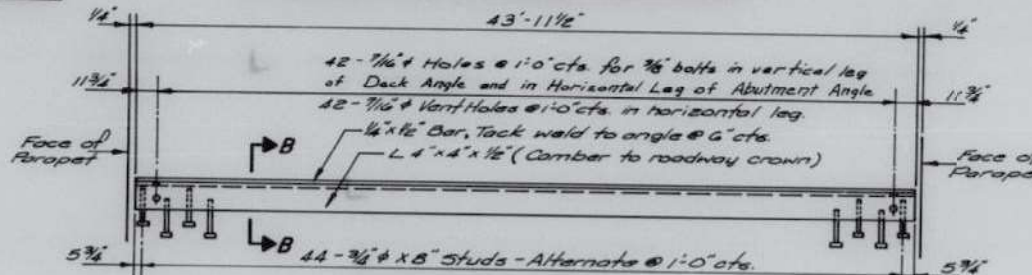 1/4"
43'-11 1/2"
1/4"
42-7/16" ϕ Holes @ 1'-0" cts. for 3/8" bolts in vertical leg
of Deck Angle and in Horizontal Leg of Abutment Angle
11 3/4"
11 3/4"
42-7/16" ϕ Vent Holes @ 1'-0" cts. in horizontal leg.
1/4" x 1/2" Bar, Tack weld to angle @ 6" cts.
L 4" x 4" x 1/2" (Camber to roadway crown)
Face of
Parapet
B
Face of
Parapet
B
5 3/4"
44-3/4" ϕ x 8" Studs - Alternate @ 1'-0" cts.
5 3/4"